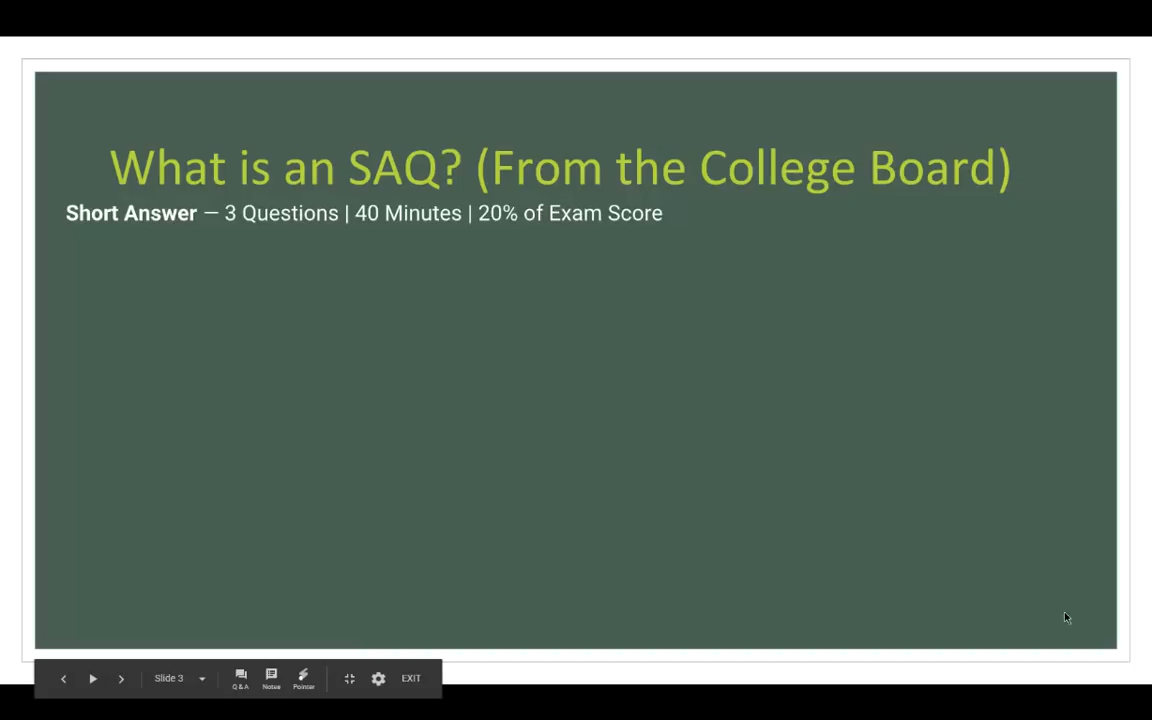 What is an SAQ? (From the College Board)
Short Answer — 3 Questions | 40 Minutes | 20% of Exam Score
Slide 3
Q & A
Notes
Pointer
EXIT